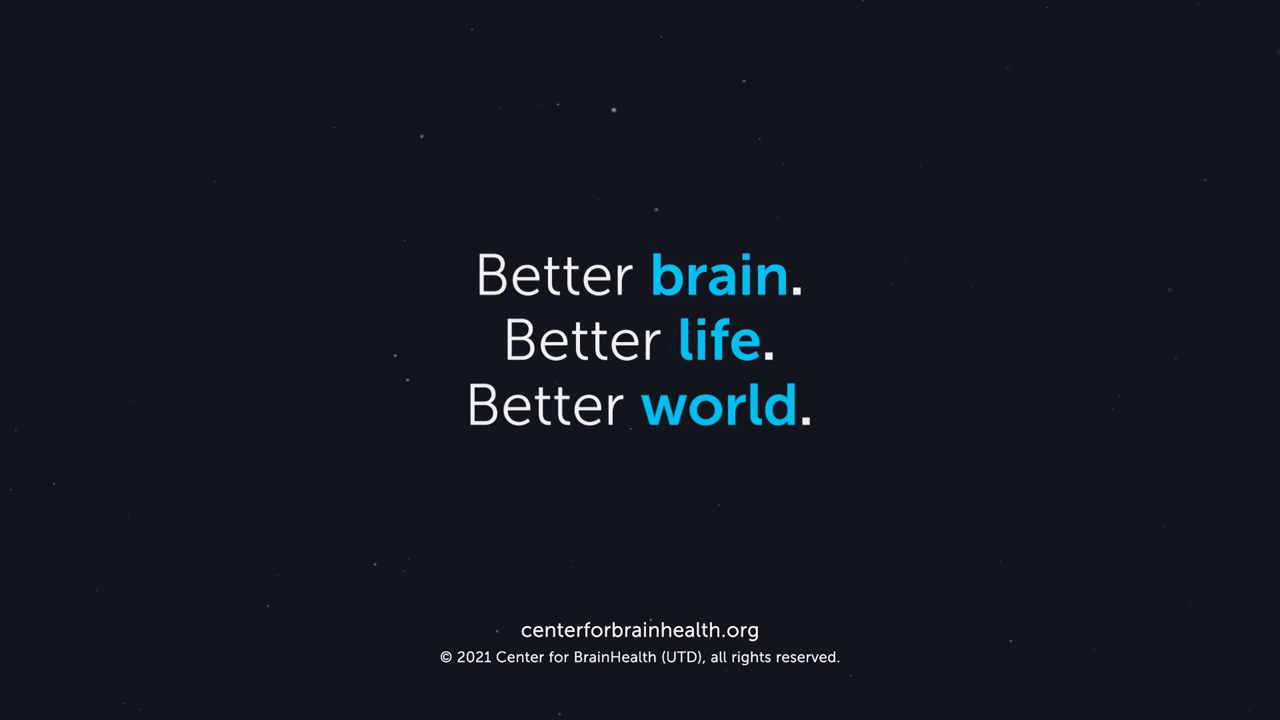 Better brain.
Better life.
Better world.
centerforbrainhealth.org
© 2021 Center for BrainHealth (UTD), all rights reserved.